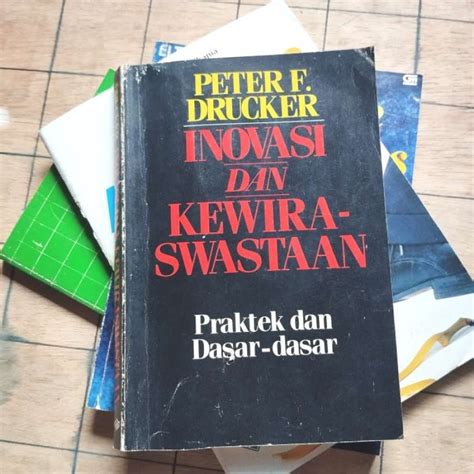 PETER F.
DRUCKER
INOVASI
DAN
KEWIRA-
SWASTAAN
Praktek dan
Dasar-dasar